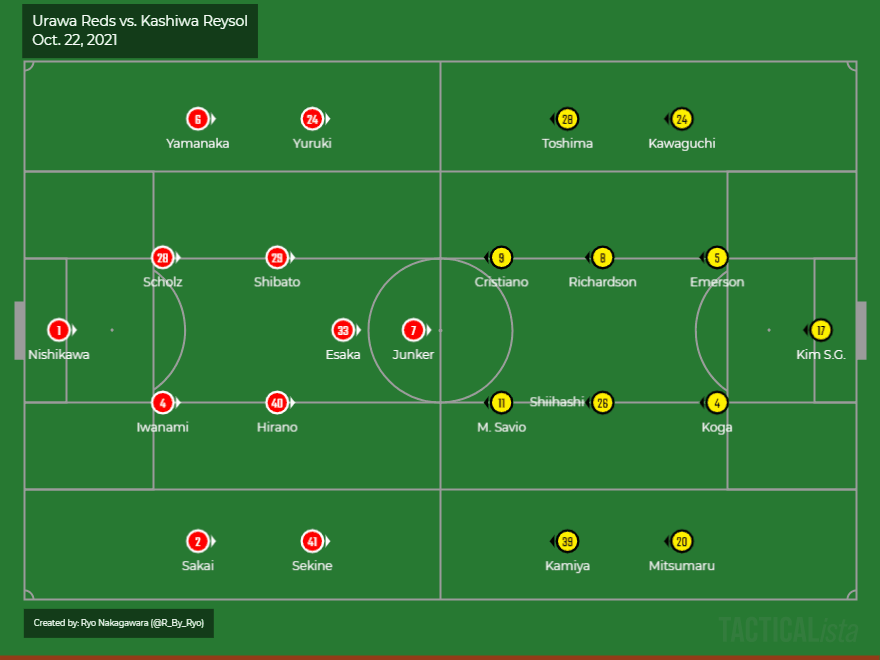 Urawa Reds vs. Kashiwa Reysol
Oct. 22, 2021
6 24 28 24
Yamanaka Yuruki Toshima Kawaguchi
28 29 9 8 5
Scholz Shibato Cristiano Richardson Emerson
1 33 7 17
Nishikawa Esaka Junker Kim S.G.
4 40 11 Shiihashi 26 4
Iwanami Hirano M. Savio Koga
2 41 39 20
Sakai Sekine Kamiya Mitsumaru
Created by: Ryo Nakagawara (@R_By_Ryo)
TACTICALista